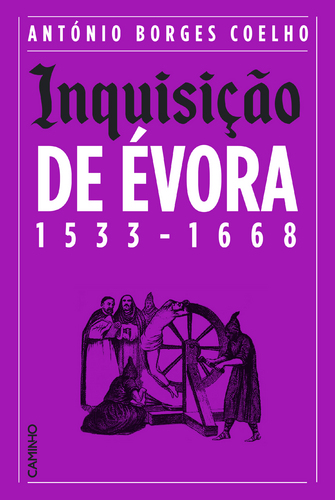 ANTÓNIO BORGES COELHO
Inquisição
DE ÉVORA
1533-1668
CAMINHO